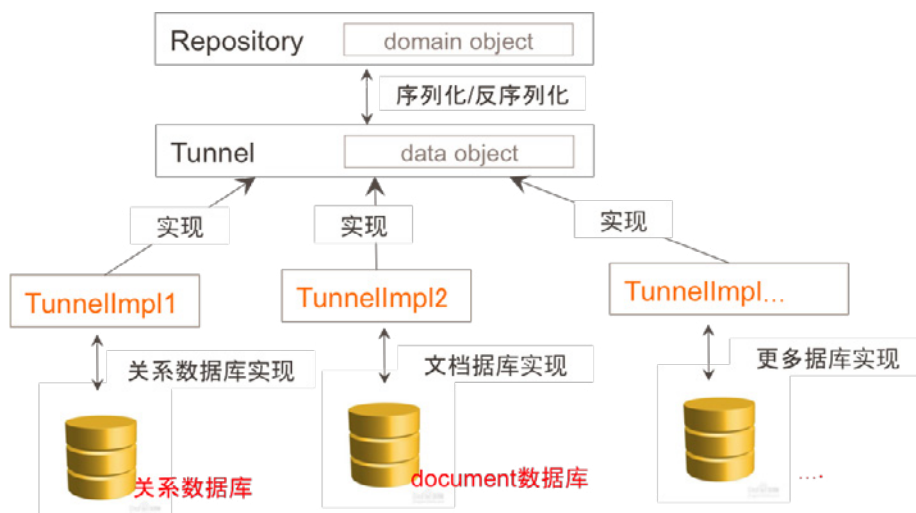 Repository
domain object
序列化/反序列化
Tunnel
data object
实现
实现
实现
TunnelImpl1
TunnelImpl2
TunnelImpl...
关系数据库实现
文档据库实现
更多据库实现
关系数据库
document数据库
....